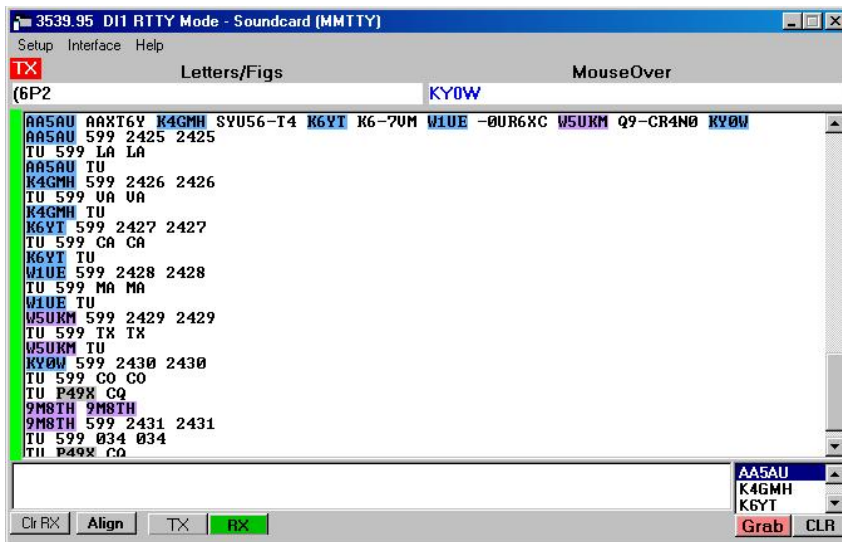 3539.95 DI1 RTTY Mode - Soundcard (MMTTY)
Setup Interface Help
TX Letters/Figs MouseOver
(6P2 KY0W
AA5AU AAXT6Y K4GMH SYU56-T4 K6YT K6-7VM W1UE -0UR6XC W5UKM Q9-CR4N0 KY0W
AA5AU 599 2425 2425
TU 599 LA LA
AA5AU TU
K4GMH 599 2426 2426
TU 599 VA VA
K4GMH TU
K6YT 599 2427 2427
TU 599 CA CA
K6YT TU
W1UE 599 2428 2428
TU 599 MA MA
W1UE TU
W5UKM 599 2429 2429
TU 599 TX TX
W5UKM TU
KY0W 599 2430 2430
TU 599 CO CO
TU P49X CQ
9M8TH 9M8TH
9M8TH 599 2431 2431
TU 599 034 034
TU P49X CQ
AA5AU
K4GMH
K6YT
Clr RX Align TX RX Grab CLR